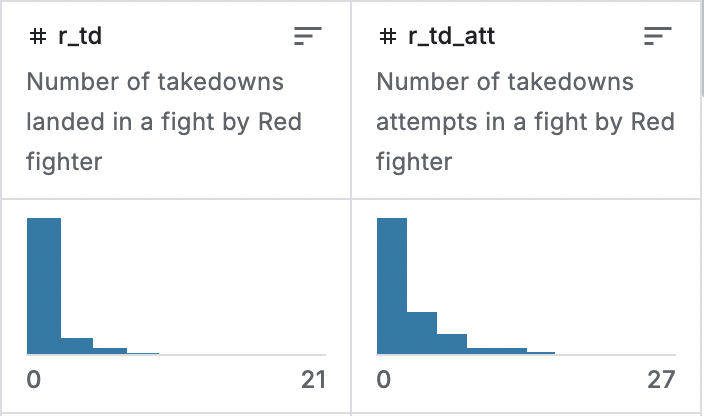 # r_td
Number of takedowns
landed in a fight by Red
fighter
0 21
# r_td_att
Number of takedowns
attempts in a fight by Red
fighter
0 27